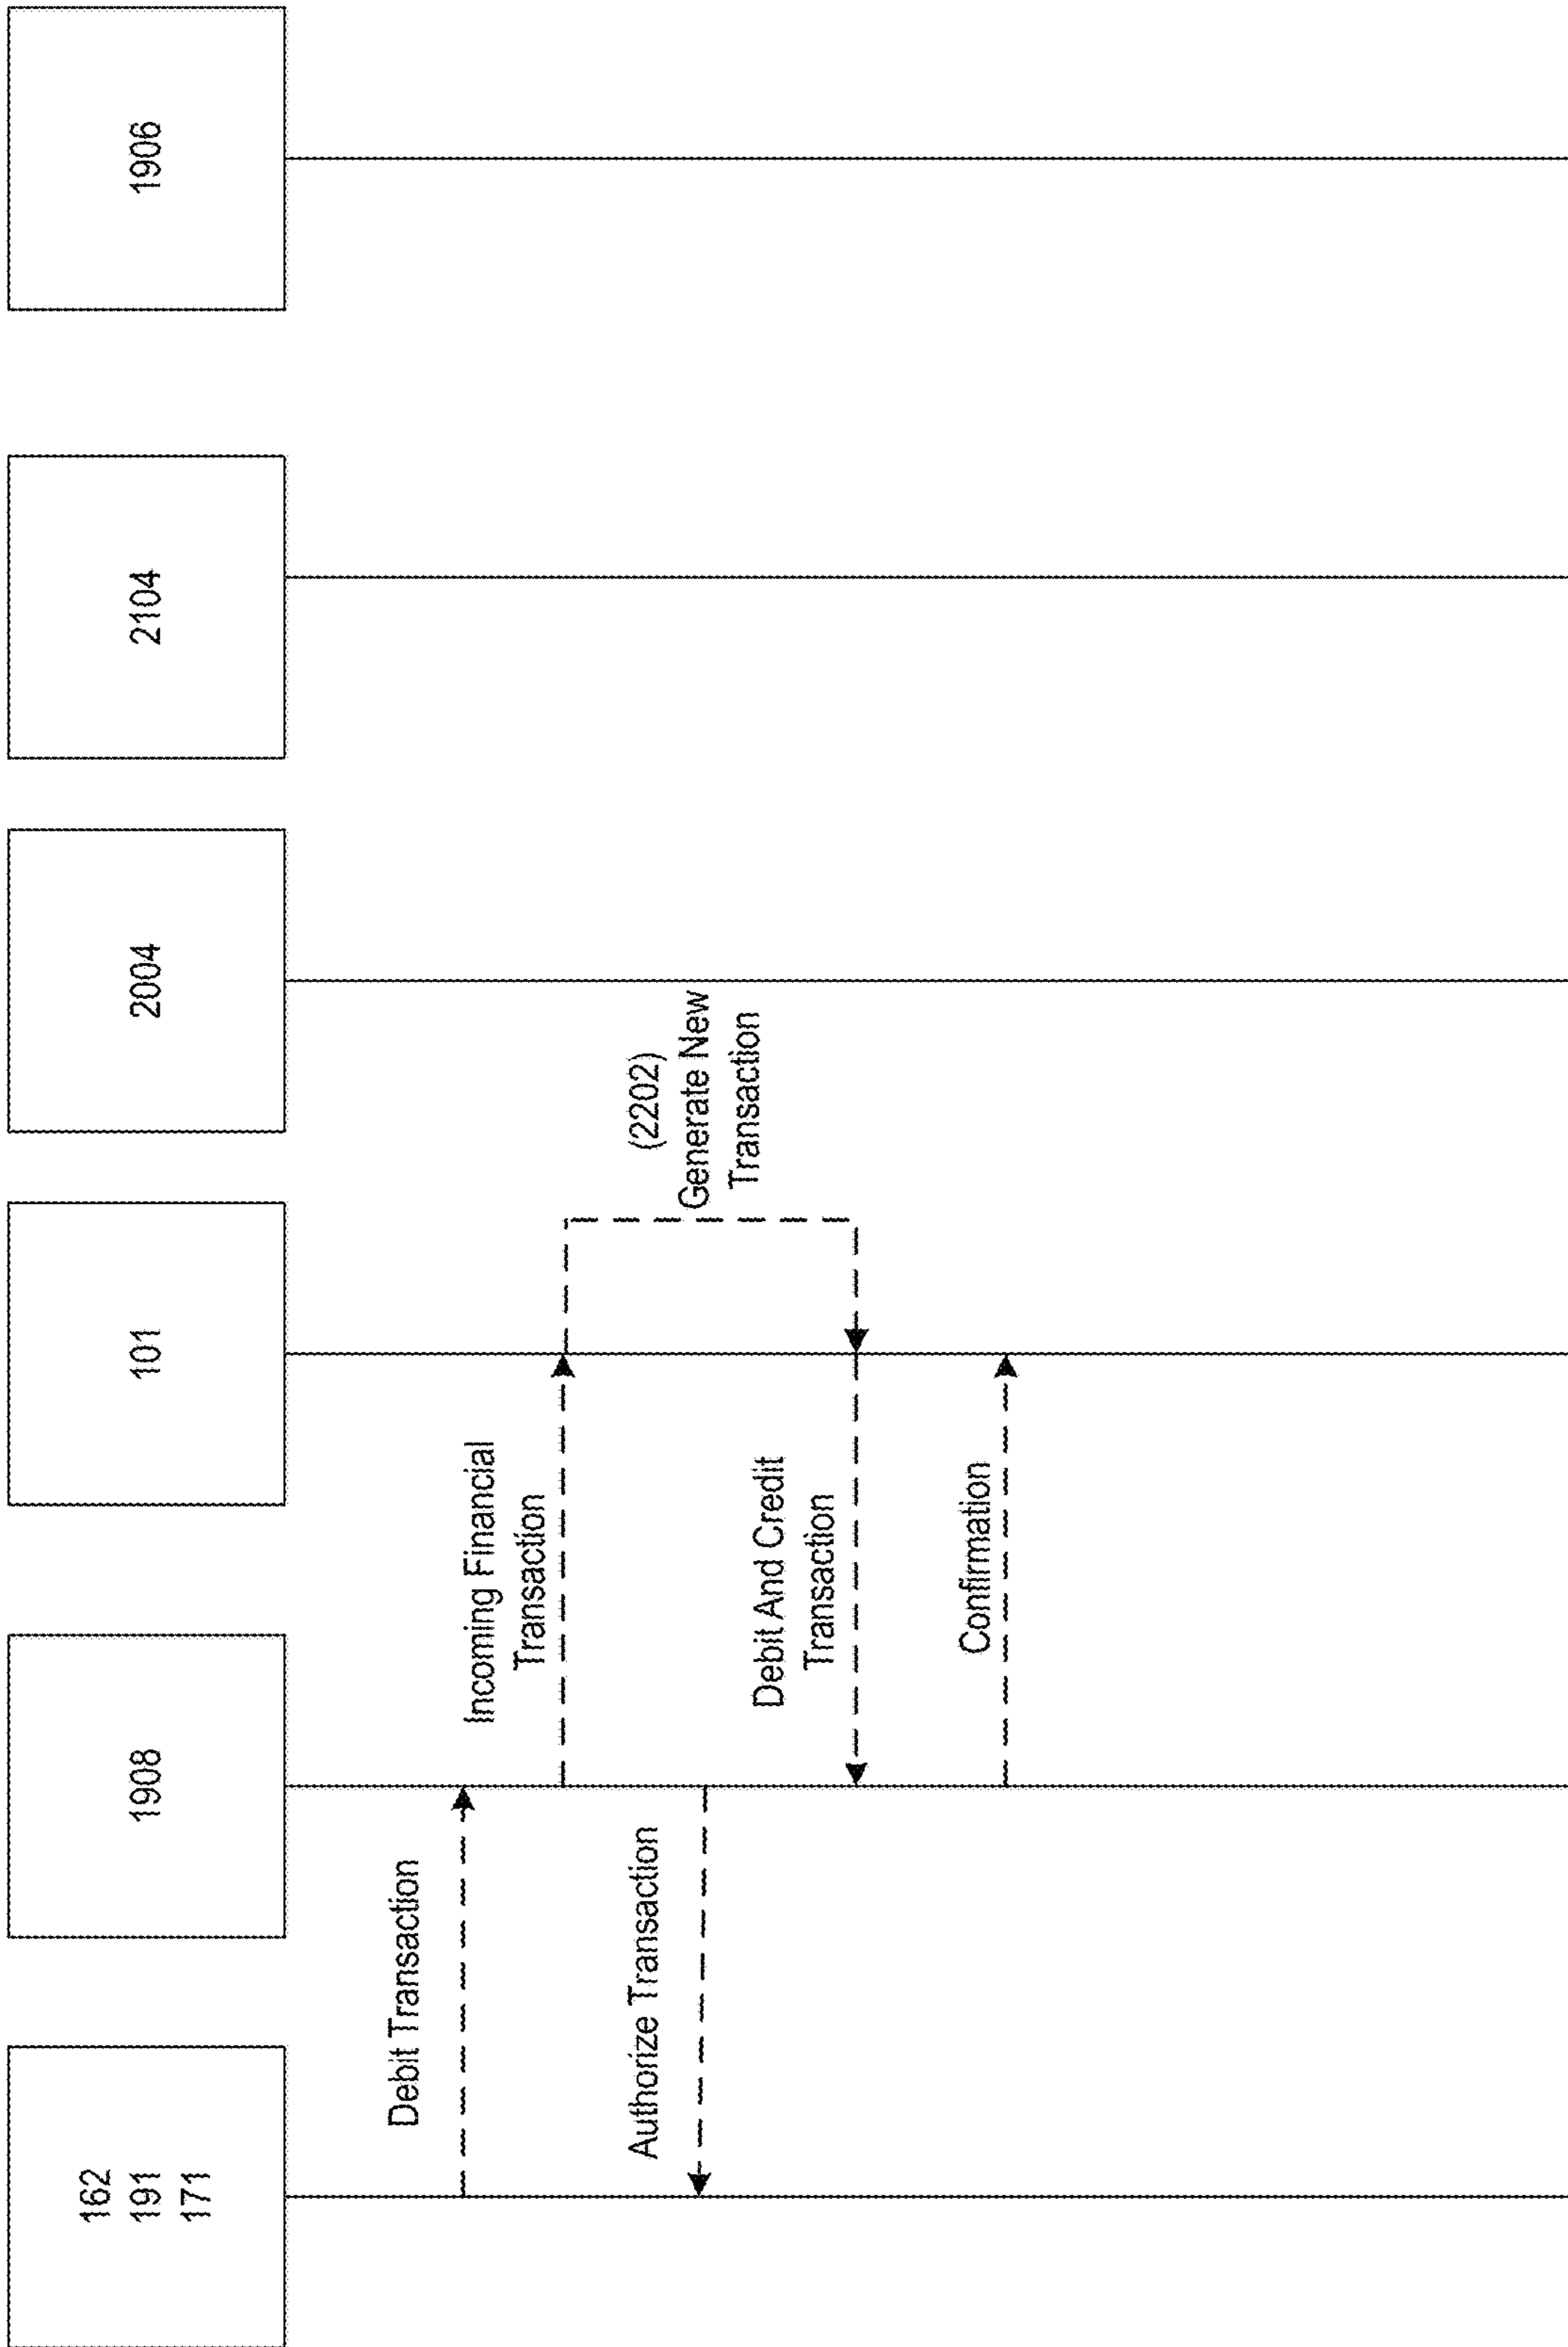 162
191
171
1908
101
2004
2104
1906
Debit Transaction
Incoming Financial
Transaction
(2202)
Generate New
Transaction
Authorize Transaction
Debit And Credit
Transaction
Confirmation